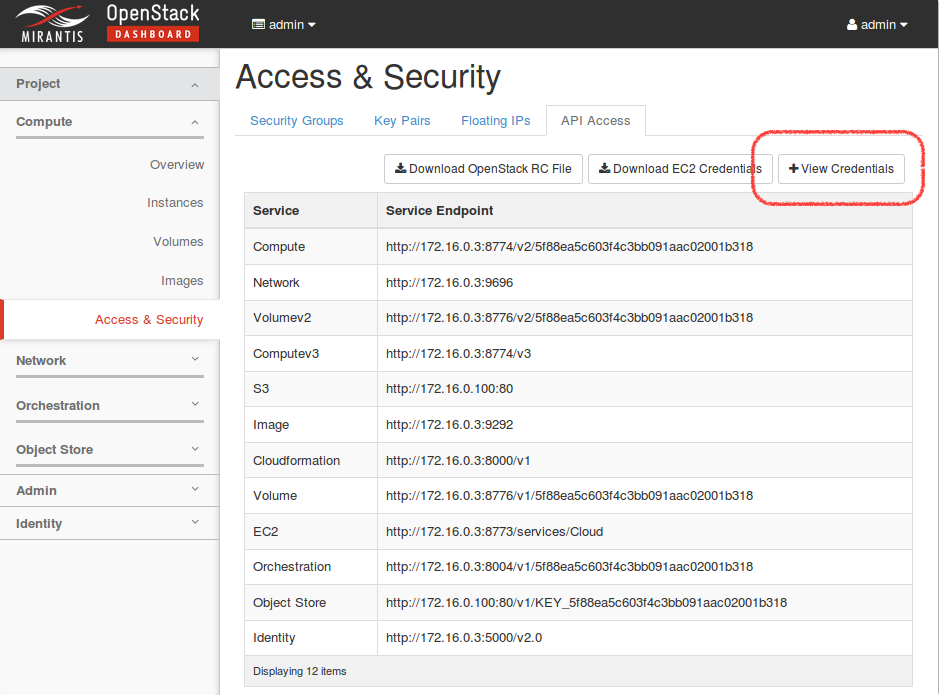 MIRANTIS
OpenStack
DASHBOARD
admin
admin
Project
Compute
Overview
Instances
Volumes
Images
Access & Security
Network
Orchestration
Object Store
Admin
Identity
Access & Security
Security Groups Key Pairs Floating IPs API Access
Download OpenStack RC File Download EC2 Credentials +View Credentials
Service Service Endpoint
Compute http://172.16.0.3:8774/v2/5f88ea5c603f4c3bb091aac02001b318
Network http://172.16.0.3:9696
Volumev2 http://172.16.0.3:8776/v2/5f88ea5c603f4c3bb091aac02001b318
Computev3 http://172.16.0.3:8774/v3
S3 http://172.16.0.100:80
Image http://172.16.0.3:9292
Cloudformation http://172.16.0.3:8000/v1
Volume http://172.16.0.3:8776/v1/5f88ea5c603f4c3bb091aac02001b318
EC2 http://172.16.0.3:8773/services/Cloud
Orchestration http://172.16.0.3:8004/v1/5f88ea5c603f4c3bb091aac02001b318
Object Store http://172.16.0.100:80/v1/KEY_5f88ea5c603f4c3bb091aac02001b318
Identity http://172.16.0.3:5000/v2.0
Displaying 12 items